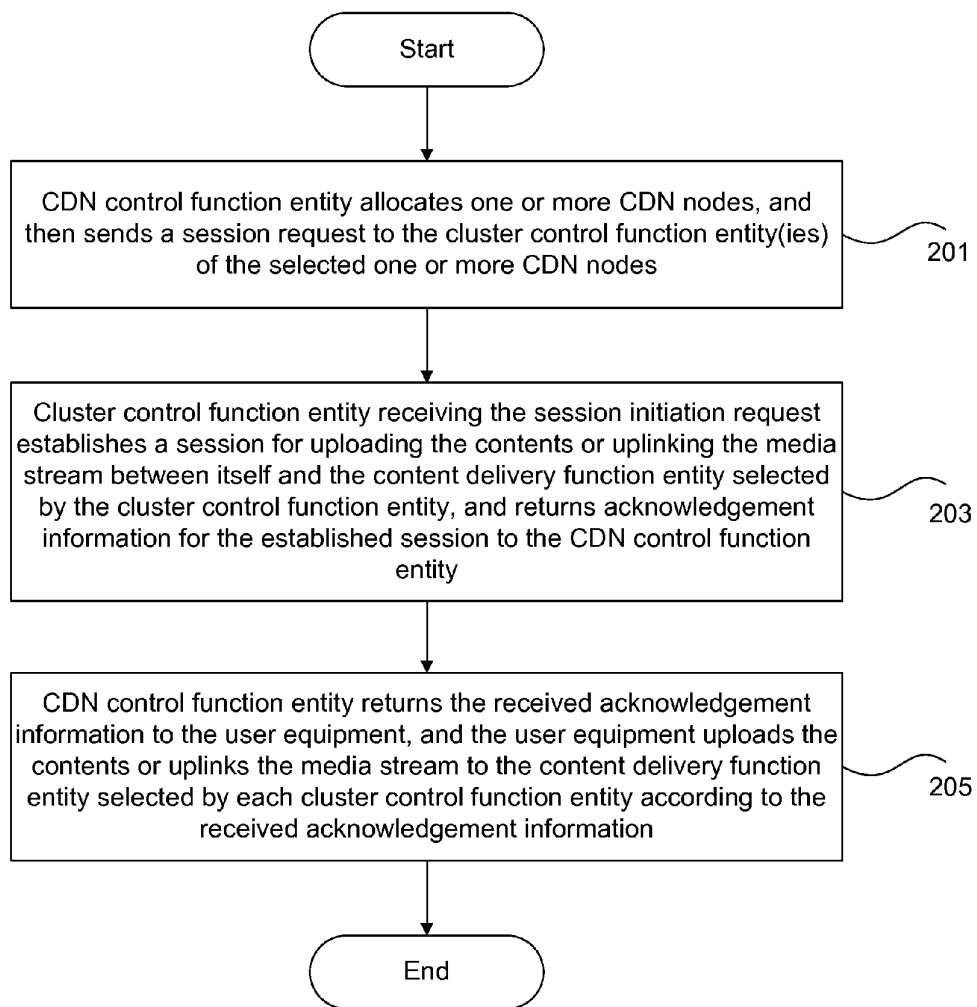 Start
CDN control function entity allocates one or more CDN nodes, and
then sends a session request to the cluster control function entity(ies)
of the selected one or more CDN nodes
201
Cluster control function entity receiving the session initiation request
establishes a session for uploading the contents or uplinking the media
stream between itself and the content delivery function entity selected
by the cluster control function entity, and returns acknowledgement
information for the established session to the CDN control function
entity
203
CDN control function entity returns the received acknowledgement
information to the user equipment, and the user equipment uploads the
contents or uplinks the media stream to the content delivery function
entity selected by each cluster control function entity according to the
received acknowledgement information
205
End